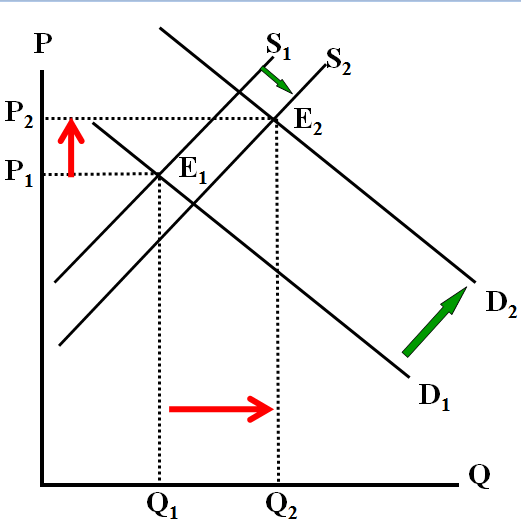 P
S₁
S₂
P₂
E₂
P₁
E₁
D₂
D₁
Q
Q₁
Q₂